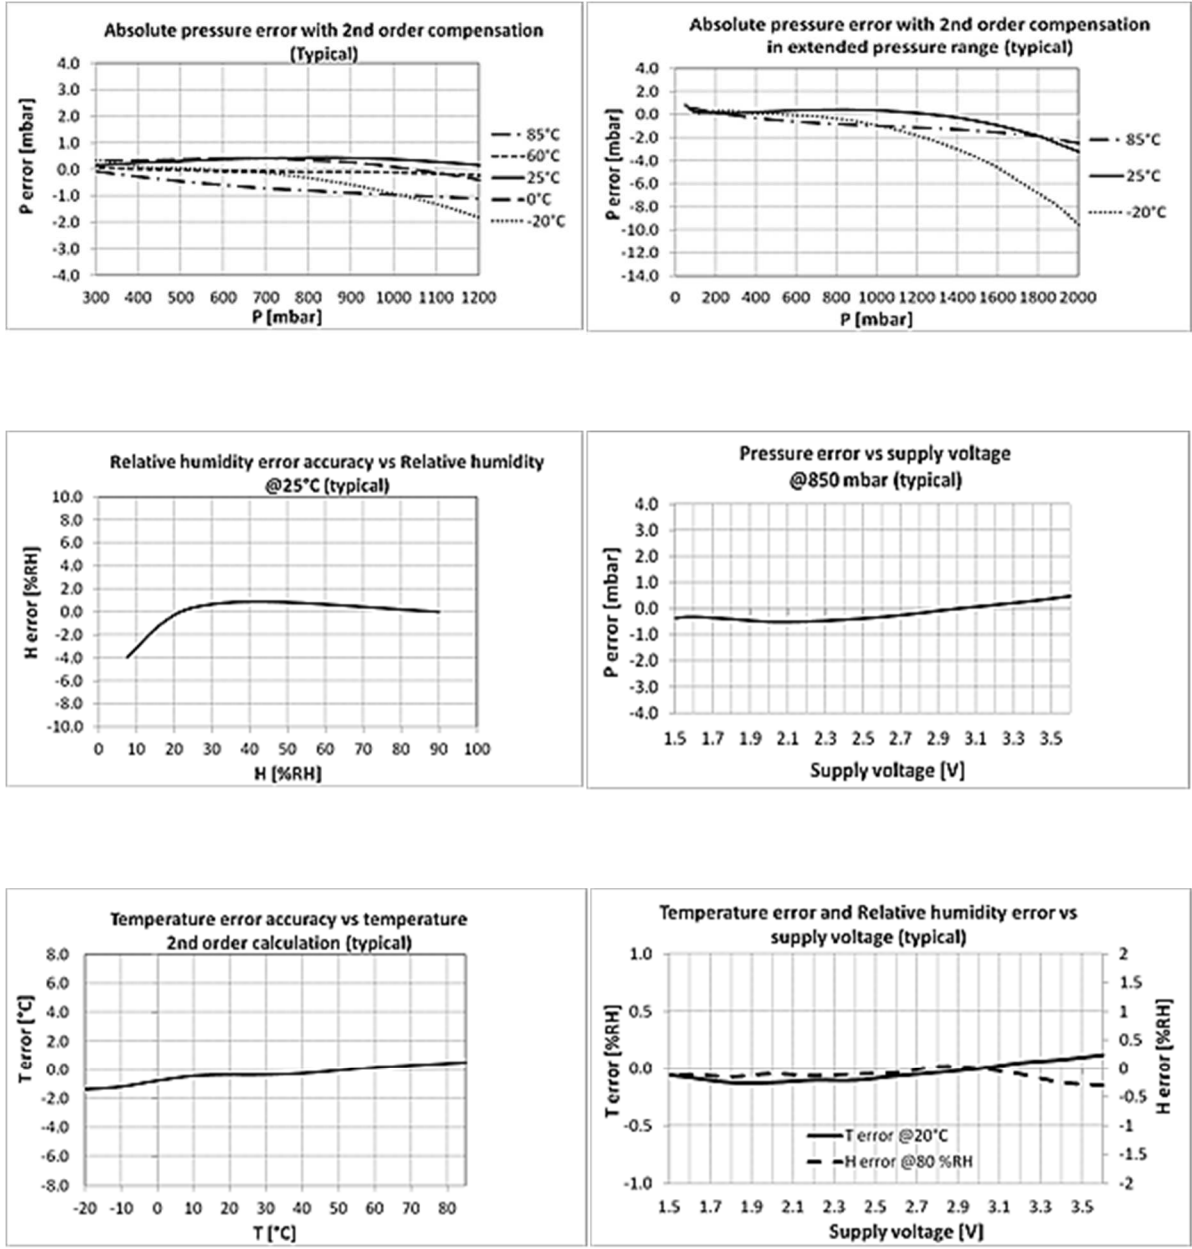 Absolute pressure error with 2nd order compensation
(Typical)
4.0
3.0
2.0
1.0
0.0
-1.0
-2.0
-3.0
-4.0
P error [mbar]
300 400 500 600 700 800 900 1000 1100 1200
P [mbar]
85°C
60°C
25°C
0°C
-20°C
Absolute pressure error with 2nd order compensation
in extended pressure range (typical)
4.0
2.0
0.0
-2.0
-4.0
-6.0
-8.0
-10.0
-12.0
-14.0
P error [mbar]
0 200 400 600 800 1000 1200 1400 1600 1800 2000
P [mbar]
85°C
25°C
-20°C
Relative humidity error accuracy vs Relative humidity
@25°C (typical)
10.0
8.0
6.0
4.0
2.0
0.0
-2.0
-4.0
-6.0
-8.0
-10.0
H error [%RH]
0 10 20 30 40 50 60 70 80 90 100
H [%RH]
Pressure error vs supply voltage
@850 mbar (typical)
4.0
3.0
2.0
1.0
0.0
-1.0
-2.0
-3.0
-4.0
P error [mbar]
1.5 1.7 1.9 2.1 2.3 2.5 2.7 2.9 3.1 3.3 3.5
Supply voltage [V]
Temperature error accuracy vs temperature
2nd order calculation (typical)
8.0
6.0
4.0
2.0
0.0
-2.0
-4.0
-6.0
-8.0
T error [°C]
-20 -10 0 10 20 30 40 50 60 70 80
T [°C]
Temperature error and Relative humidity error vs
supply voltage (typical)
1.0
0.5
0.0
-0.5
-1.0
T error [%RH]
2
1.5
1
0.5
0
-0.5
-1
-1.5
-2
H error [%RH]
T error @20°C
H error @80 %RH
1.5 1.7 1.9 2.1 2.3 2.5 2.7 2.9 3.1 3.3 3.5
Supply voltage [V]